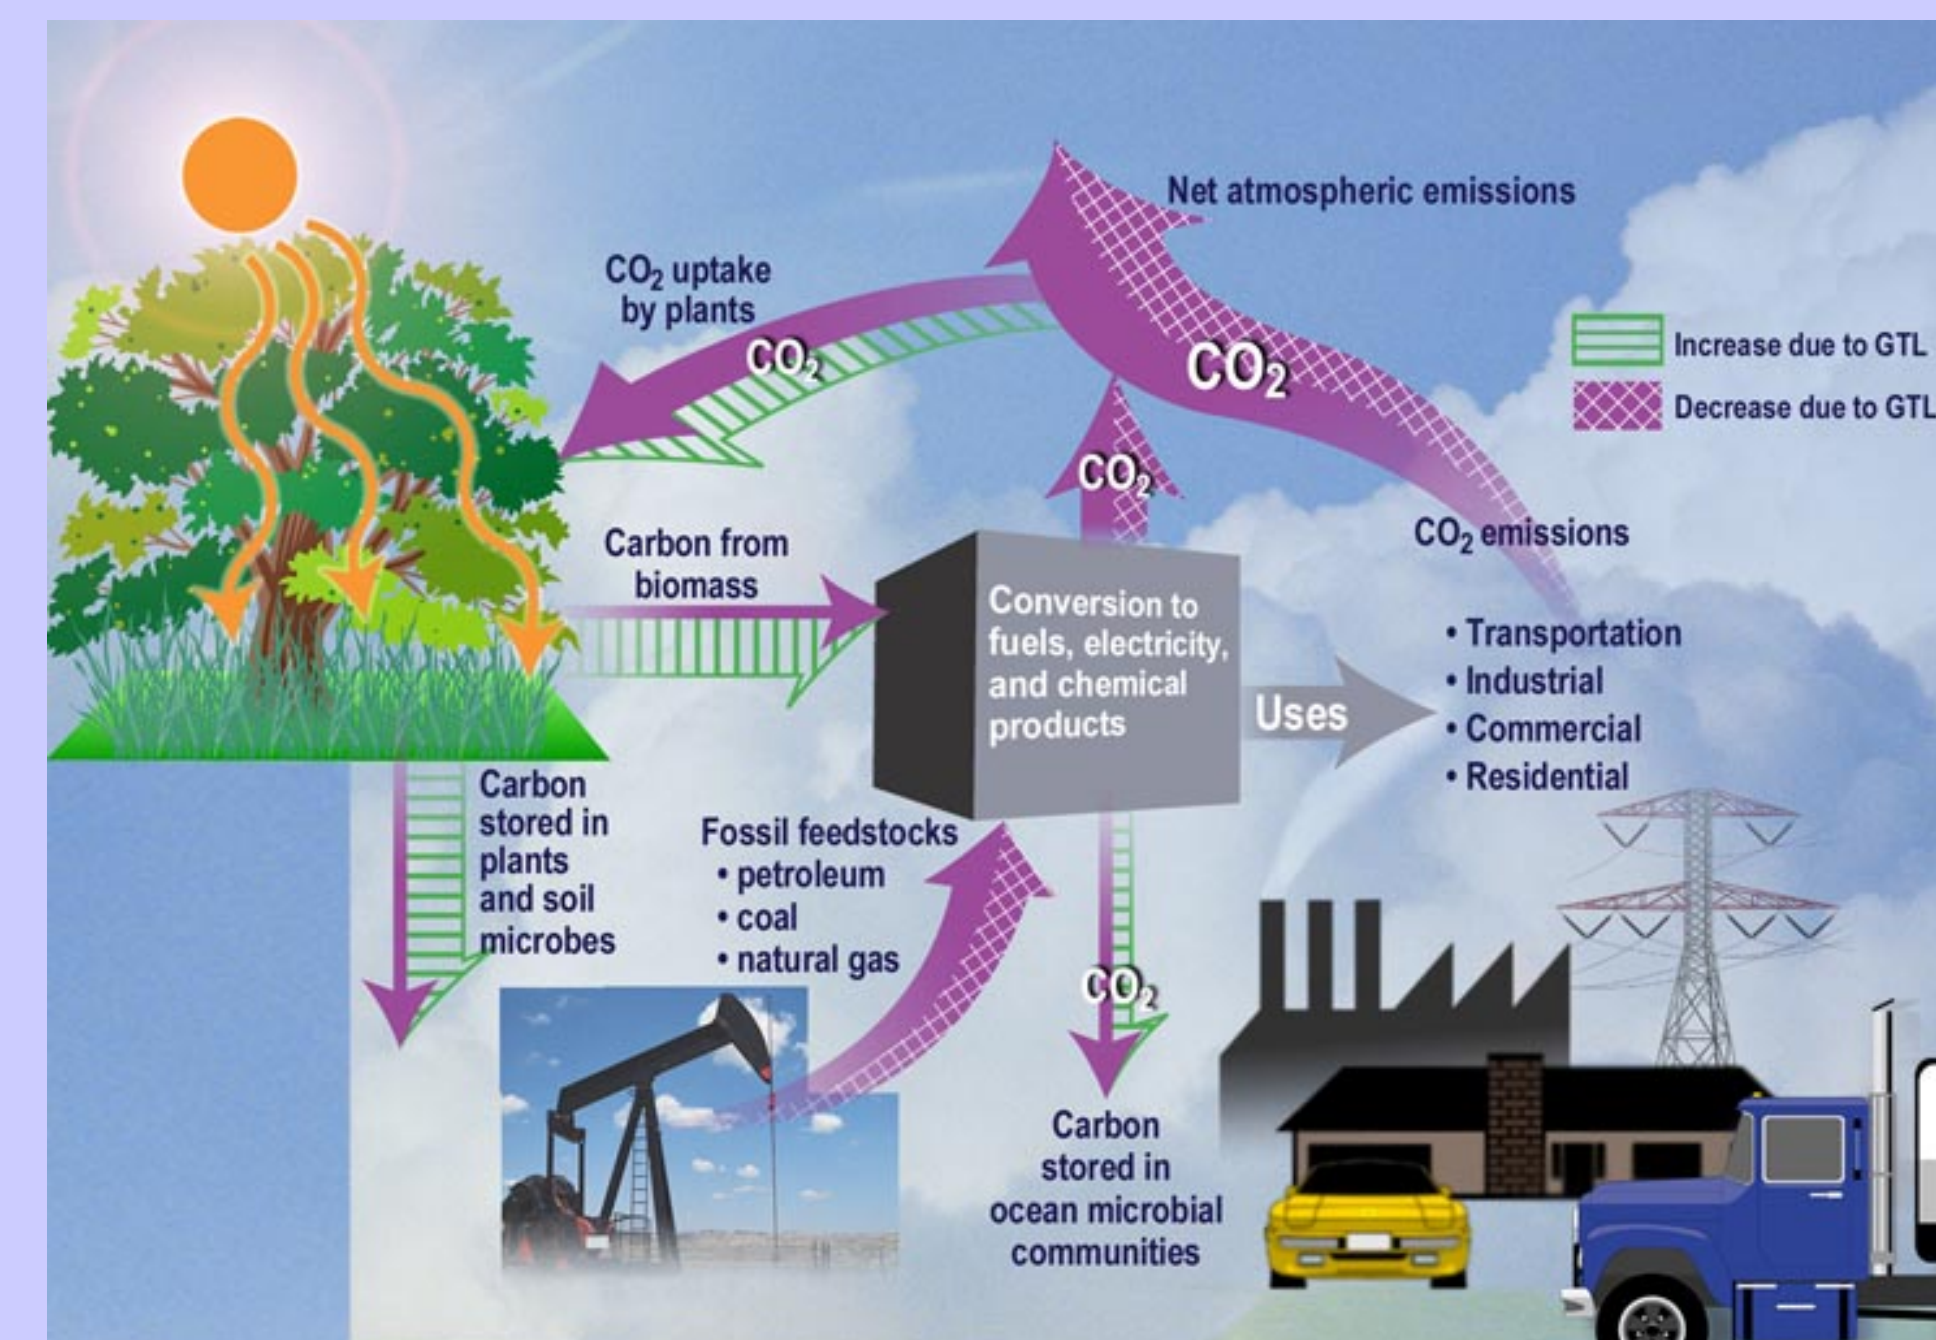 Net atmospheric emissions
CO₂ uptake
by plants
CO₂
CO₂
Increase due to GTL
Decrease due to GTL
CO₂
CO₂ emissions
Carbon from
biomass
Conversion to
fuels, electricity,
and chemical
products
Uses
• Transportation
• Industrial
• Commercial
• Residential
Carbon
stored in
plants
and soil
microbes
Fossil feedstocks
• petroleum
• coal
• natural gas
CO₂
Carbon
stored in
ocean microbial
communities